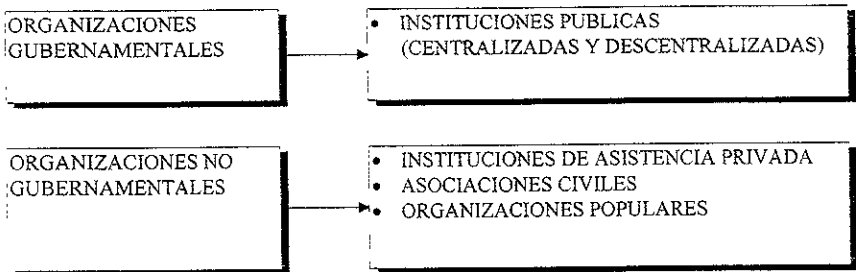 ORGANIZACIONES
GUBERNAMENTALES
• INSTITUCIONES PUBLICAS
(CENTRALIZADAS Y DESCENTRALIZADAS)
ORGANIZACIONES NO
GUBERNAMENTALES
• INSTITUCIONES DE ASISTENCIA PRIVADA
• ASOCIACIONES CIVILES
• ORGANIZACIONES POPULARES